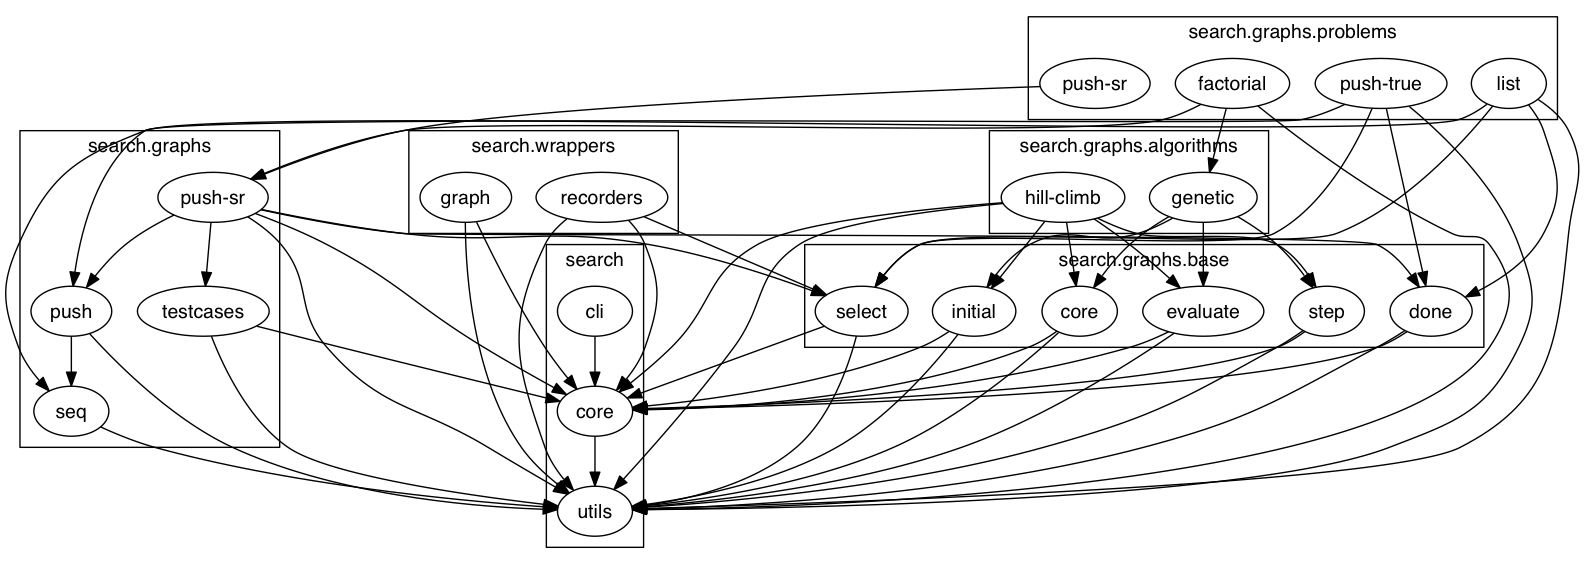 search.graphs.problems
push-sr
factorial
push-true
list
search.graphs
search.wrappers
search.graphs.algorithms
push-sr
graph
recorders
hill-climb
genetic
search
search.graphs.base
push
testcases
cli
select
initial
core
evaluate
step
done
seq
core
utils